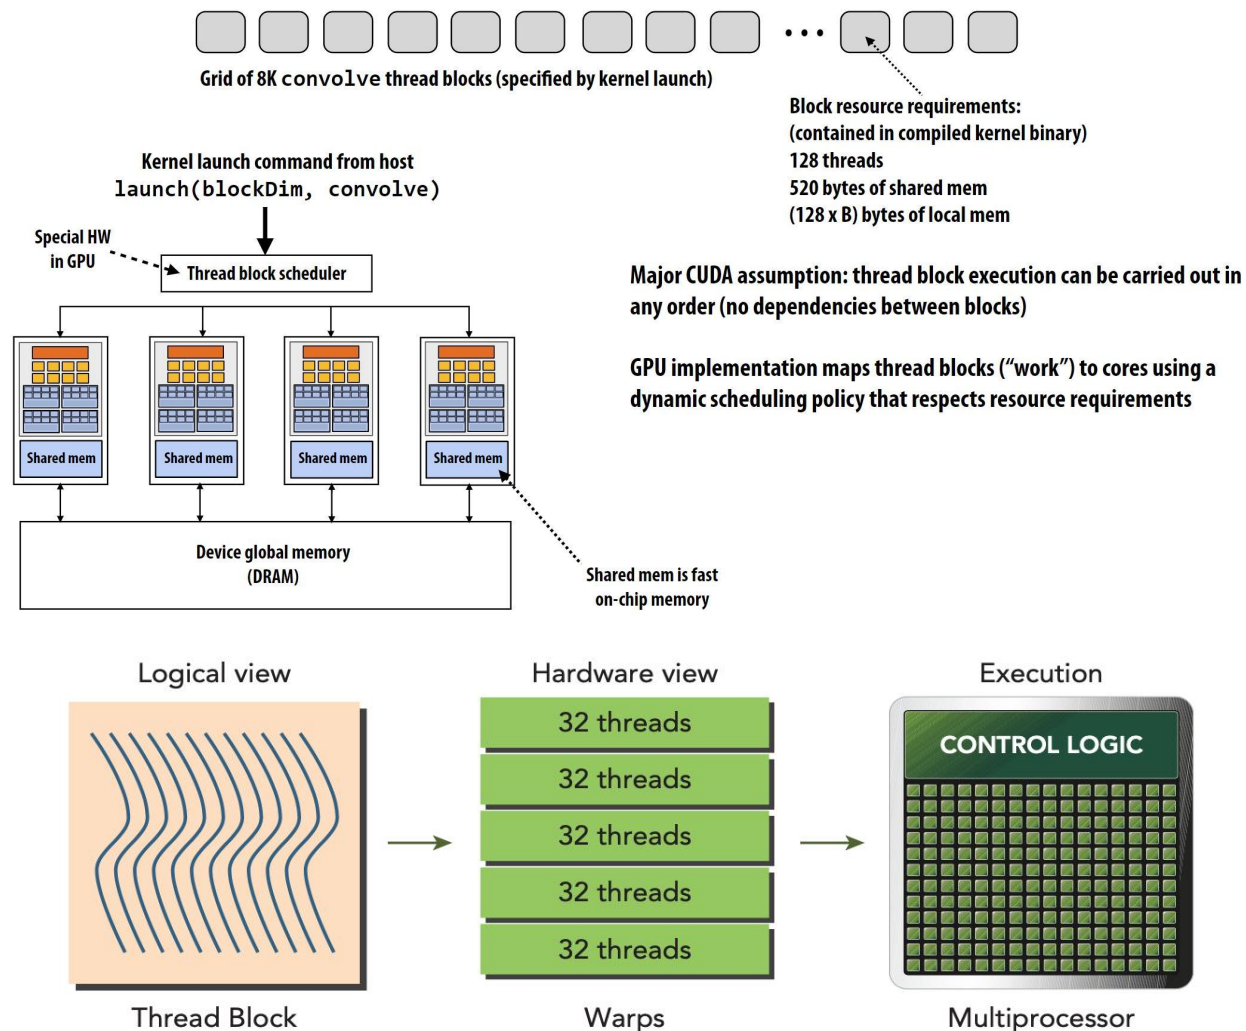 Grid of 8K convolve thread blocks (specified by kernel launch)
Block resource requirements:
(contained in compiled kernel binary)
128 threads
520 bytes of shared mem
(128 x B) bytes of local mem
Kernel launch command from host
launch(blockDim, convolve)
Special HW
in GPU
Thread block scheduler
Major CUDA assumption: thread block execution can be carried out in
any order (no dependencies between blocks)
GPU implementation maps thread blocks (“work”) to cores using a
dynamic scheduling policy that respects resource requirements
Shared mem
Shared mem
Shared mem
Shared mem
Device global memory
(DRAM)
Shared mem is fast
on-chip memory
Logical view
Hardware view
Execution
32 threads
32 threads
32 threads
32 threads
32 threads
CONTROL LOGIC
Thread Block
Warps
Multiprocessor